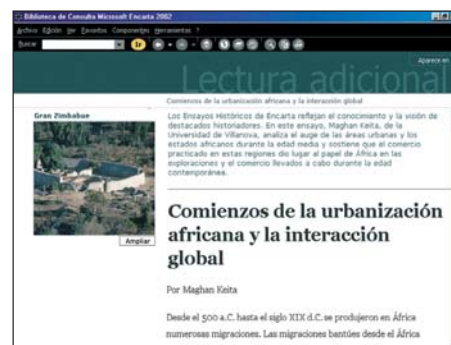 Biblioteca de Consulta Microsoft Encarta 2002
Archivo Edición Ver Favoritos Componentes Herramientas ?
Buscar Ir
Aparece en
Lectura adicional
Comienzos de la urbanización africana y la interacción global
Gran Zimbabue
Ampliar
Los Ensayos Históricos de Encarta reflejan el conocimiento y la visión de
destacados historiadores. En este ensayo, Maghan Keita, de la
Universidad de Villanova, analiza el auge de las áreas urbanas y los
estados africanos durante la edad media y sostiene que el comercio
practicado en estas regiones dio lugar al papel de África en las
exploraciones y el comercio llevados a cabo durante la edad
contemporánea.
Comienzos de la urbanización
africana y la interacción
global
Por Maghan Keita
Desde el 500 a.C. hasta el siglo XIX d.C. se produjeron en África
numerosas migraciones. Las migraciones bantúes desde el África